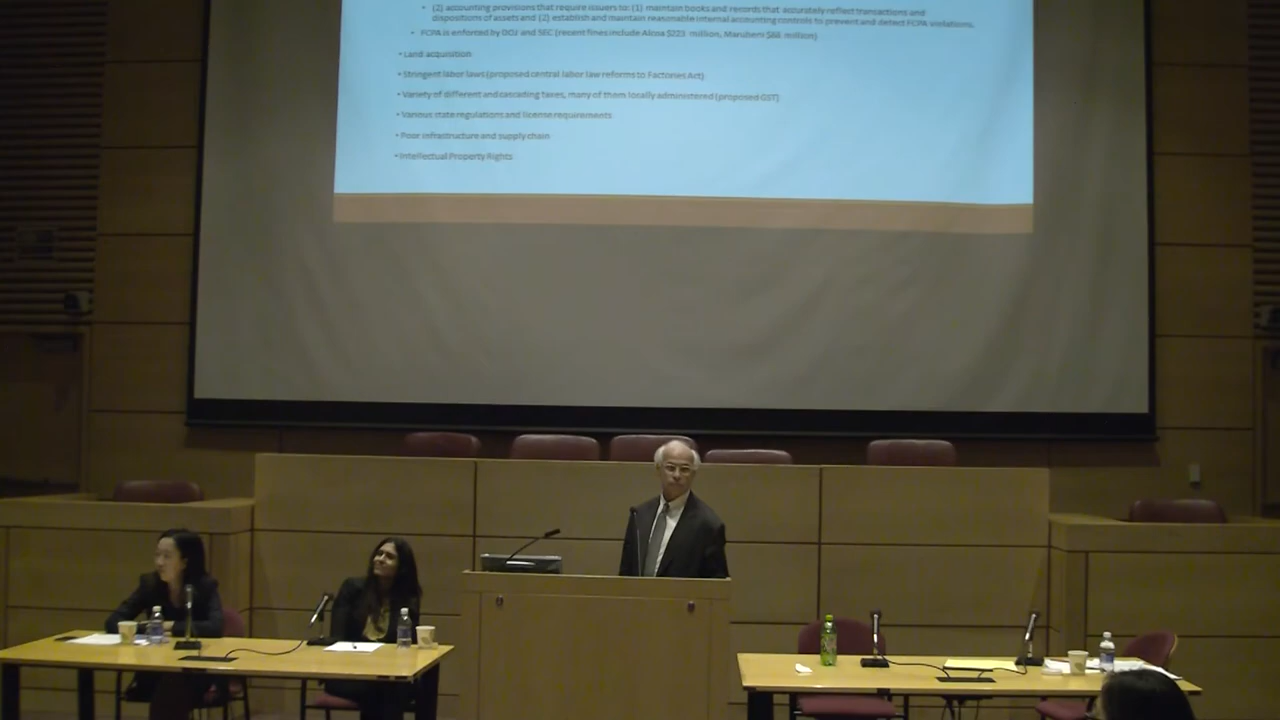 • (2) accounting provisions that require issuers to: (1) maintain books and records that accurately reflect transactions and
dispositions of assets and (2) establish and maintain reasonable internal accounting controls to prevent and detect FCPA violations.
• FCPA is enforced by DOJ and SEC (recent fines include Alcoa $223 million, Marubeni $88 million)
• Land acquisition
• Stringent labor laws (proposed central labor law reforms to Factories Act)
• Variety of different and cascading taxes, many of them locally administered (proposed GST)
• Various state regulations and license requirements
• Poor infrastructure and supply chain
• Intellectual Property Rights